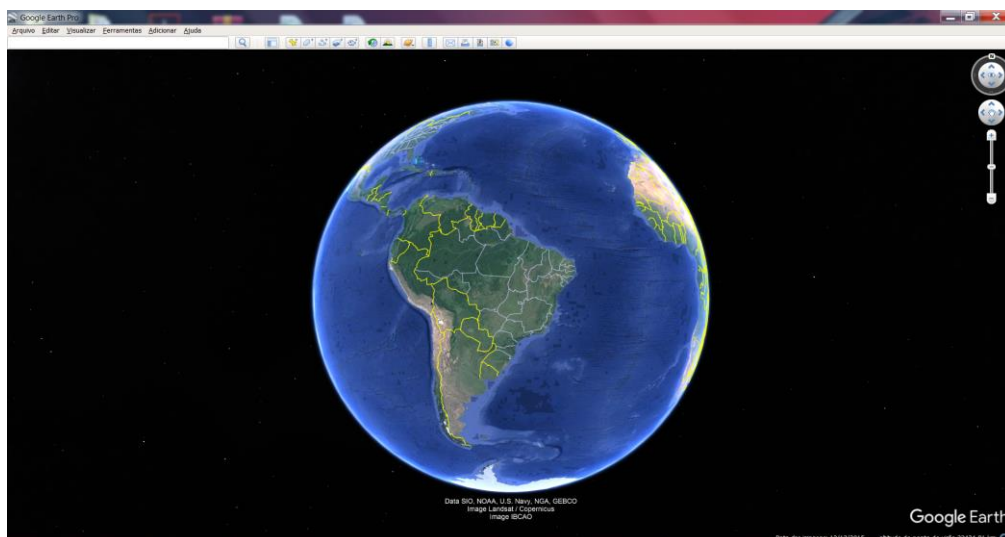 Google Earth Pro
Arquivo Editar Visualizar Ferramentas Adicionar Ajuda
N
Data SIO, NOAA, U.S. Navy, NGA, GEBCO
Image Landsat / Copernicus
Image IBCAO
Google Earth